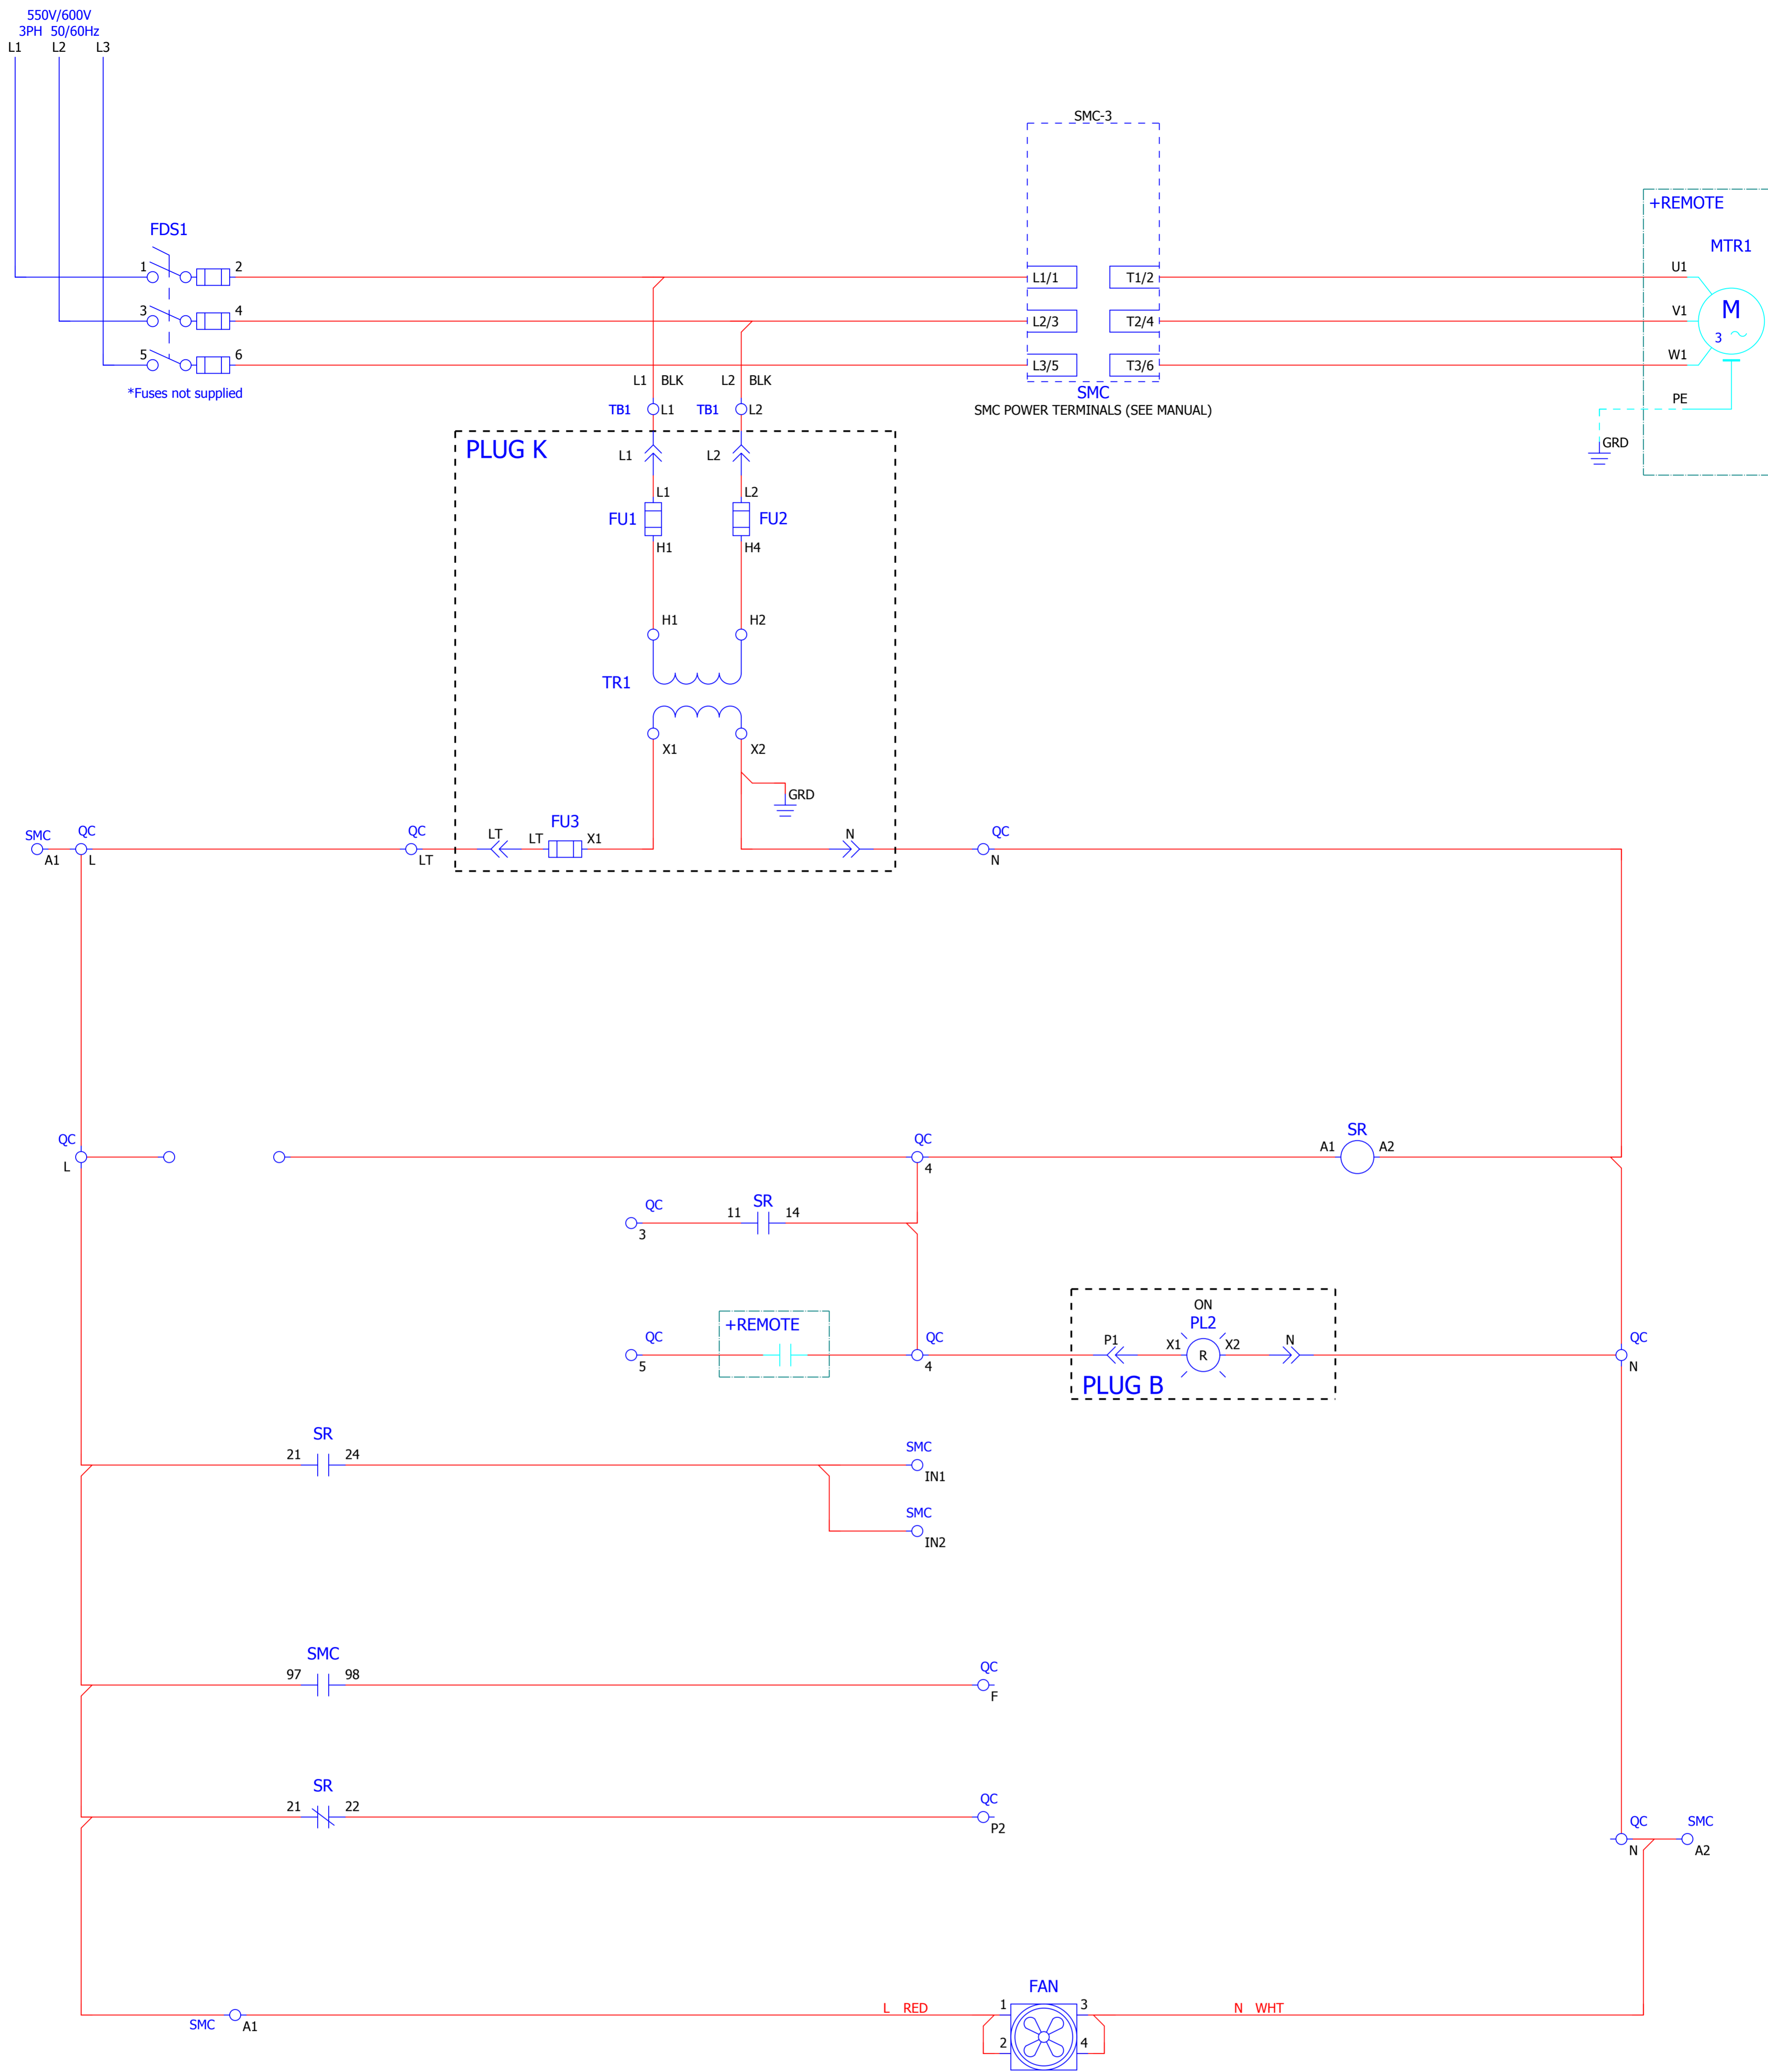 550V/600V
3PH 50/60Hz
L1 L2 L3
SMC-3
+REMOTE
FDS1
MTR1
1 2 L1/1 T1/2 U1
3 4 L2/3 T2/4 V1 M
3
5 6 L3/5 T3/6 W1
L1 BLK L2 BLK
*Fuses not supplied
SMC
PE
TB1 L1 TB1 L2
SMC POWER TERMINALS (SEE MANUAL)
GRD
PLUG K
L1 L2
L1 L2
FU1 FU2
H1 H4
H1 H2
TR1
X1 X2
GRD
SMC QC QC LT FU3 N QC
LT X1
A1 L LT N
QC QC SR
A1 A2
L 4
QC SR
11 14
3
ON
+REMOTE PL2
QC QC P1 X1 R X2 N QC
5 4 N
PLUG B
SR SMC
21 24
IN1
SMC
IN2
SMC QC
97 98
F
SR QC
21 22
P2
QC SMC
N A2
FAN
L RED 1 3 N WHT
SMC A1
2 4